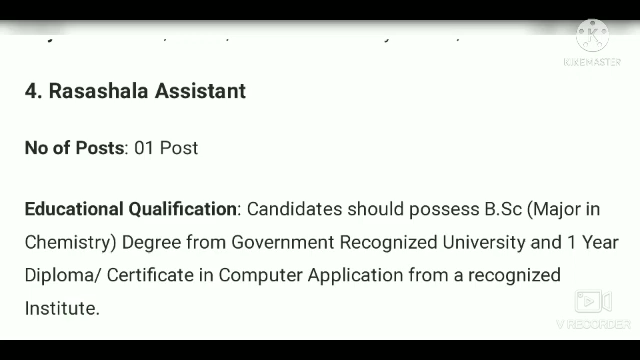 KINEMASTER
4. Rasashala Assistant
No of Posts: 01 Post
Educational Qualification: Candidates should possess B.Sc (Major in
Chemistry) Degree from Government Recognized University and 1 Year
Diploma/ Certificate in Computer Application from a recognized
Institute.
V RECORDER